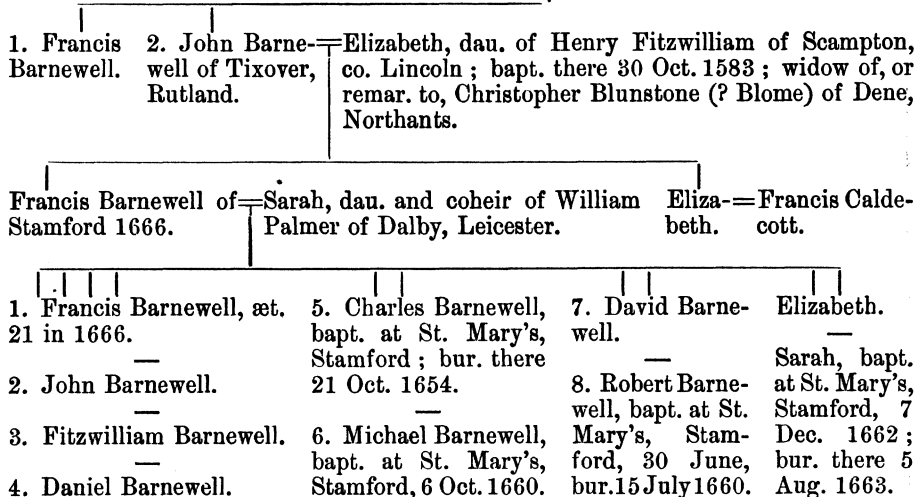 1. Francis Barnewell.
2. John Barne-
well of Tixover,
Rutland.
Elizabeth, dau. of Henry Fitzwilliam of Scampton,
co. Lincoln ; bapt. there 30 Oct. 1583 ; widow of, or
remar. to, Christopher Blunstone (? Blome) of Dene,
Northants.
Francis Barnewell of
Stamford 1666.
Sarah, dau. and coheir of William
Palmer of Dalby, Leicester.
Eliza-
beth.
Francis Calde-
cott.
1. Francis Barnewell, æt.
21 in 1666.
2. John Barnewell.
3. Fitzwilliam Barnewell.
4. Daniel Barnewell.
5. Charles Barnewell,
bapt. at St. Mary's,
Stamford ; bur. there
21 Oct. 1654.
6. Michael Barnewell,
bapt. at St. Mary's,
Stamford, 6 Oct. 1660.
7. David Barne-
well.
8. Robert Barne-
well, bapt. at St.
Mary's, Stam-
ford, 30 June,
bur. 15 July 1660.
Elizabeth.
Sarah, bapt.
at St. Mary's,
Stamford, 7
Dec. 1662 ;
bur. there 5
Aug. 1663.